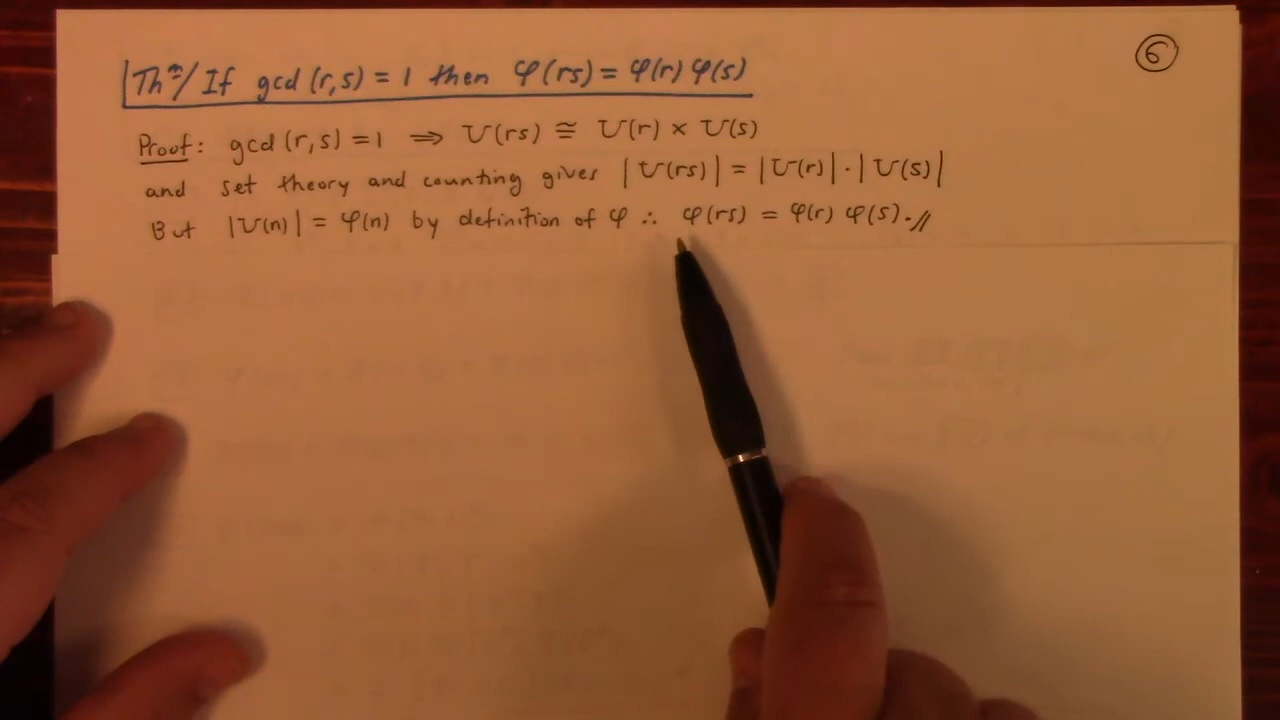 Thᵐ/ If gcd(r,s) = 1 then φ(rs) = φ(r) φ(s)
6
Proof: gcd(r,s) = 1 ⇒ U(rs) ≅ U(r) × U(s)
and set theory and counting gives |U(rs)| = |U(r)|·|U(s)|
But |U(n)| = φ(n) by definition of φ ∴ φ(rs) = φ(r) φ(s). //